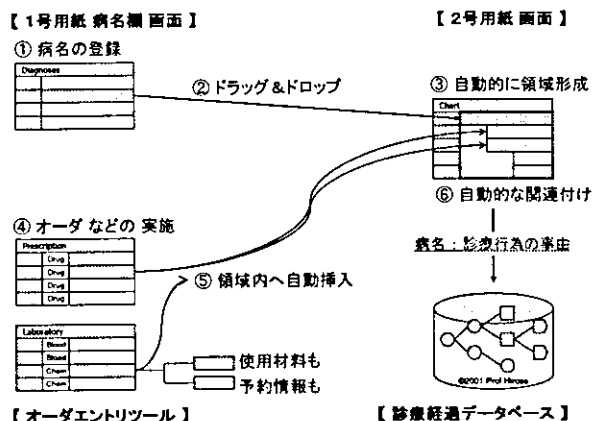 【 1号用紙 病名欄 画面 】
【 2号用紙 画面 】
① 病名の登録
Diagnoses
② ドラッグ&ドロップ
③ 自動的に領域形成
Chart
⑥ 自動的な関連付け
④ オーダ などの 実施
Prescription
Drug
Drug
Drug
Drug
⑤ 領域内へ自動挿入
病名:診療行為の事由
Laboratory
Blood
Blood
Chem
Chem
使用材料も
予約情報も
©2001 Prof Hirose
【 オーダエントリツール 】
【 診療経過データベース 】